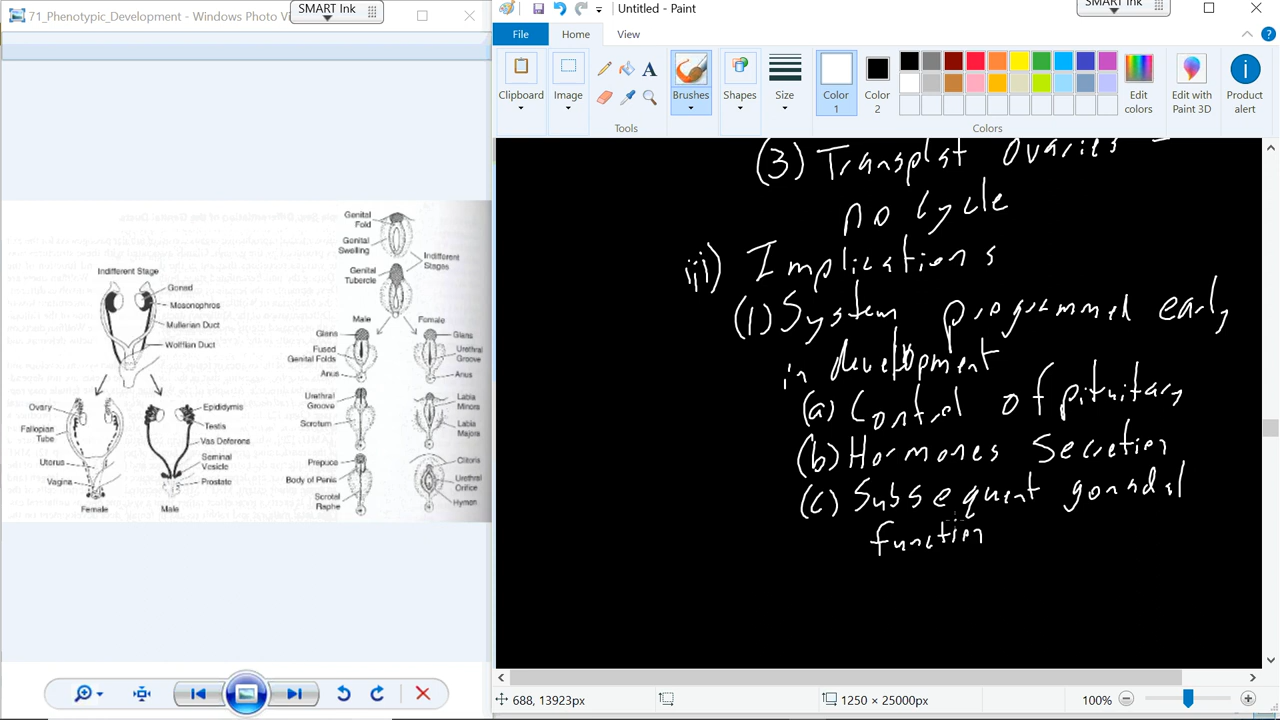 71_Phenotypic_Development - Windows Photo Vi
SMART Ink
Untitled - Paint
SMART Ink
File
Home
View
Clipboard
Image
Tools
Brushes
Shapes
Size
Color 1
Color 2
Colors
Edit colors
Edit with Paint 3D
Product alert
Indifferent Stage
Gonad
Mesonephros
Mullerian Duct
Wolffian Duct
Ovary
Fallopian Tube
Uterus
Vagina
Female
Epididymis
Testis
Vas Deferens
Seminal Vesicle
Prostate
Male
Genital Fold
Genital Swelling
Genital Tubercle
Indifferent Stages
Male
Female
Glans
Fused Genital Folds
Anus
Glans
Urethral Groove
Anus
Urethral Groove
Scrotum
Labia Minora
Labia Majora
Prepuce
Body of Penis
Scrotal Raphe
Clitoris
Urethral Orifice
Hymen
(3) Transplat Ovaries =
no Cycle
iii) Implications
(1) System programmed early
in development
(a) Control of pituitary
(b) Hormones Secretion
(c) Subsequent gonadal
function
688, 13923px
1250 × 25000px
100%